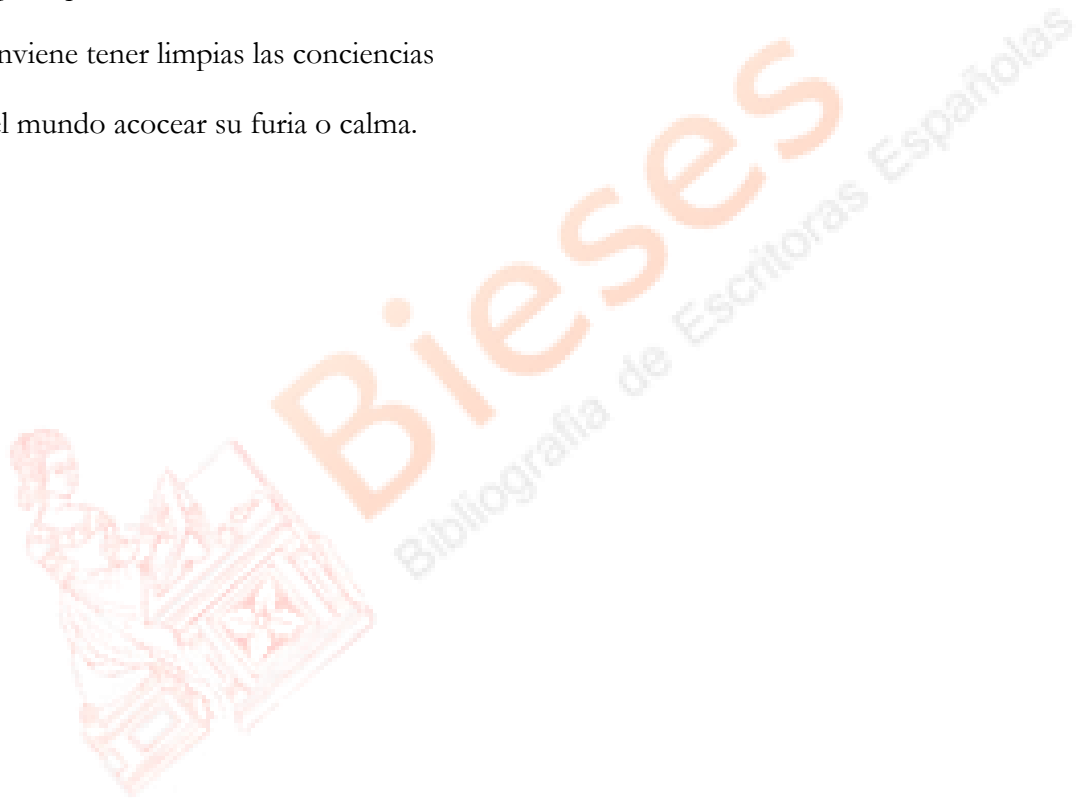 nviene tener limpias las conciencias
l mundo acocear su furia o calma.
Bieses
Bibliografía de Escritoras Españolas